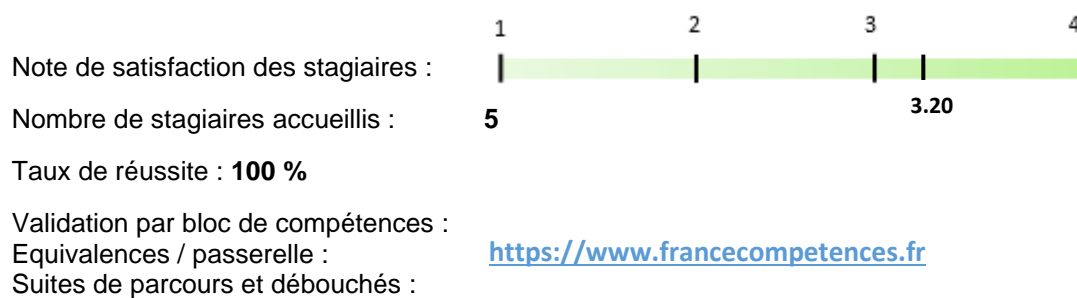 1 2 3 4
Note de satisfaction des stagiaires :
3.20
Nombre de stagiaires accueillis : 5
Taux de réussite : 100 %
Validation par bloc de compétences :
Equivalences / passerelle : https://www.francecompetences.fr
Suites de parcours et débouchés :